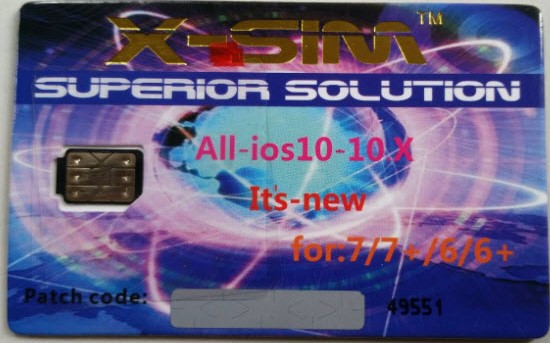 X-SIM™
SUPERIOR SOLUTION
All-ios10-10.X
It's-new
for:7/7+/6/6+
Patch code: 49551